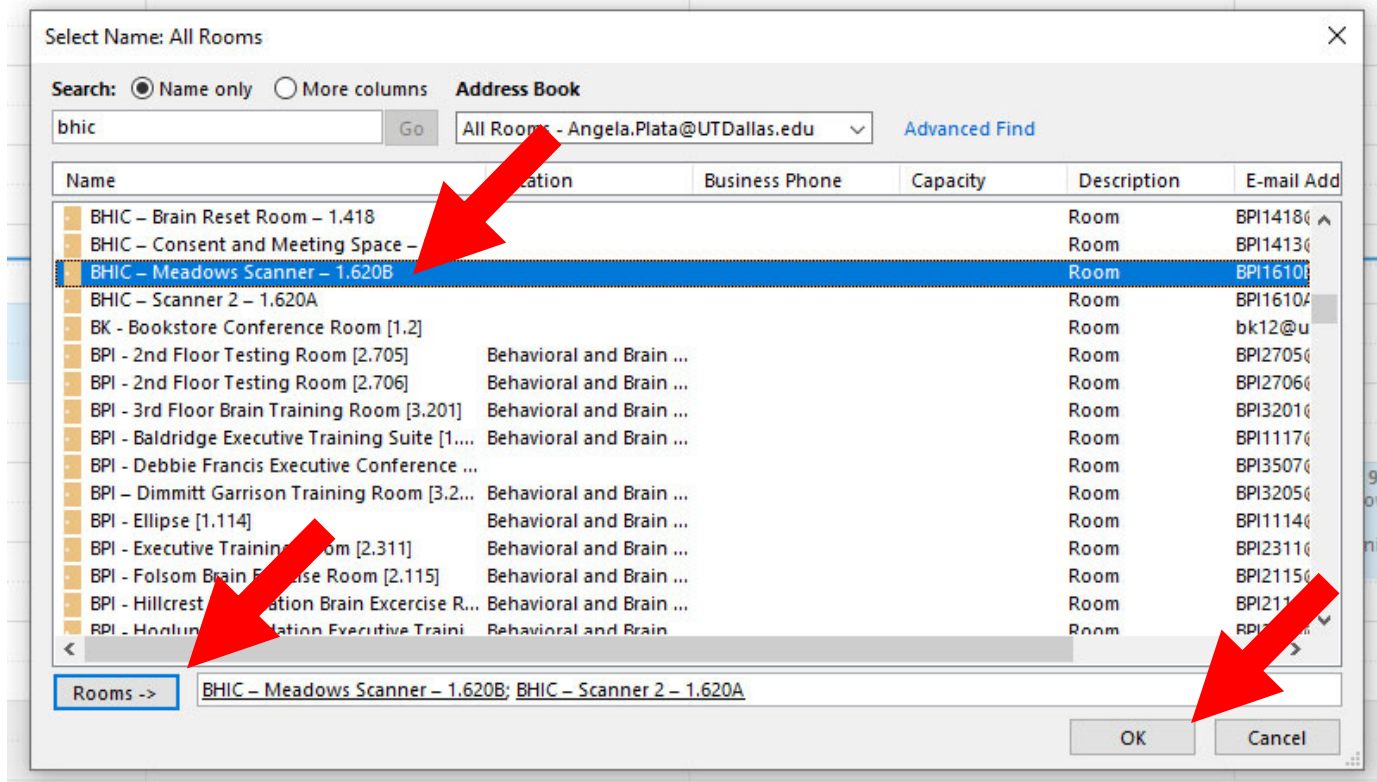 Select Name: All Rooms
Search: Name only More columns Address Book
bhic Go All Rooms - Angela.Plata@UTDallas.edu Advanced Find
Name Business Phone Capacity Description E-mail Add
BHIC – Brain Reset Room – 1.418 Room BPI1418@
BHIC – Consent and Meeting Space – Room BPI1413@
BHIC – Meadows Scanner – 1.620B Room BPI1610B
BHIC – Scanner 2 – 1.620A Room BPI1610A
BK - Bookstore Conference Room [1.2] Room bk12@u
BPI - 2nd Floor Testing Room [2.705] Behavioral and Brain ... Room BPI2705@
BPI - 2nd Floor Testing Room [2.706] Behavioral and Brain ... Room BPI2706@
BPI - 3rd Floor Brain Training Room [3.201] Behavioral and Brain ... Room BPI3201@
BPI - Baldridge Executive Training Suite [1.... Behavioral and Brain ... Room BPI1117@
BPI - Debbie Francis Executive Conference ... Room BPI3507@
BPI – Dimmitt Garrison Training Room [3.2... Behavioral and Brain ... Room BPI3205@
BPI - Ellipse [1.114] Behavioral and Brain ... Room BPI1114@
BPI - Executive Training [2.311] Behavioral and Brain ... Room BPI2311@
BPI - Folsom Brain Room [2.115] Behavioral and Brain ... Room BPI2115@
BPI - Hillcrest Brain Excercise R... Behavioral and Brain ... Room
BPI - Executive Traini Behavioral and Brain Room
Rooms -> BHIC – Meadows Scanner – 1.620B; BHIC – Scanner 2 – 1.620A
OK Cancel